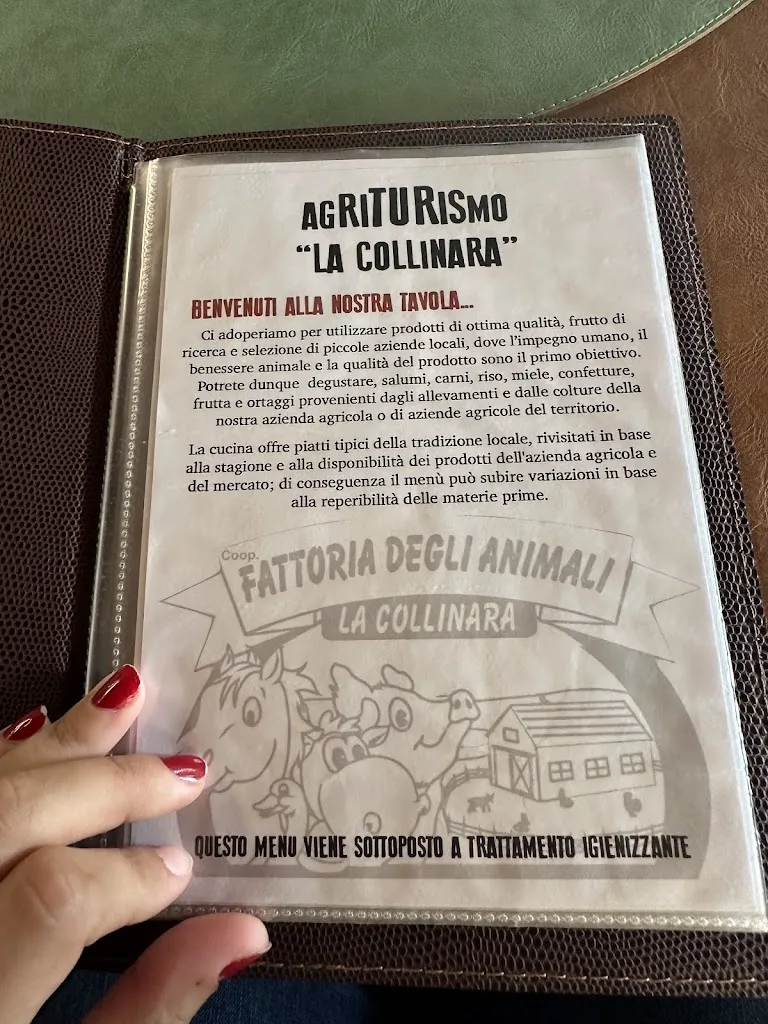 AGRITURISMO
“LA COLLINARA”
BENVENUTI ALLA NOSTRA TAVOLA...
Ci adoperiamo per utilizzare prodotti di ottima qualità, frutto di
ricerca e selezione di piccole aziende locali, dove l'impegno umano, il
benessere animale e la qualità del prodotto sono il primo obiettivo.
Potrete dunque degustare, salumi, carni, riso, miele, confetture,
frutta e ortaggi provenienti dagli allevamenti e dalle colture della
nostra azienda agricola o di aziende agricole del territorio.
La cucina offre piatti tipici della tradizione locale, rivisitati in base
alla stagione e alla disponibilità dei prodotti dell'azienda agricola e
del mercato; di conseguenza il menù può subire variazioni in base
alla reperibilità delle materie prime.
Coop.
FATTORIA DEGLI ANIMALI
LA COLLINARA
QUESTO MENU VIENE SOTTOPOSTO A TRATTAMENTO IGIENIZZANTE